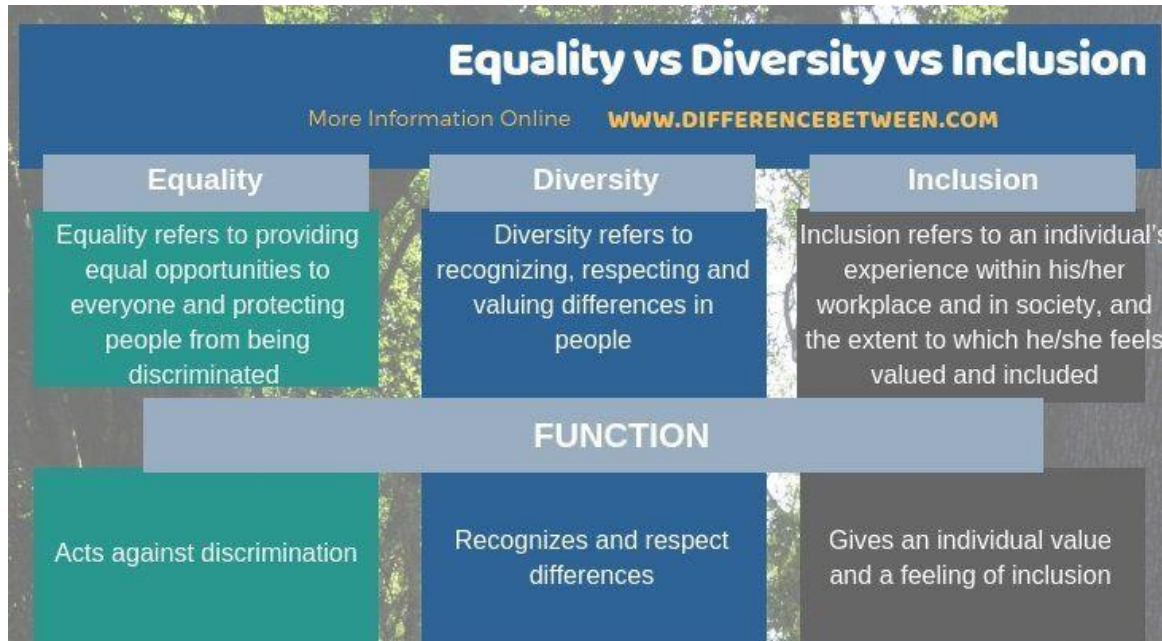 Equality vs Diversity vs Inclusion
More Information Online WWW.DIFFERENCEBETWEEN.COM
Equality
Equality refers to providing
equal opportunities to
everyone and protecting
people from being
discriminated
Diversity
Diversity refers to
recognizing, respecting and
valuing differences in
people
Inclusion
Inclusion refers to an individual's
experience within his/her
workplace and in society, and
the extent to which he/she feels
valued and included
FUNCTION
Acts against discrimination
Recognizes and respect
differences
Gives an individual value
and a feeling of inclusion